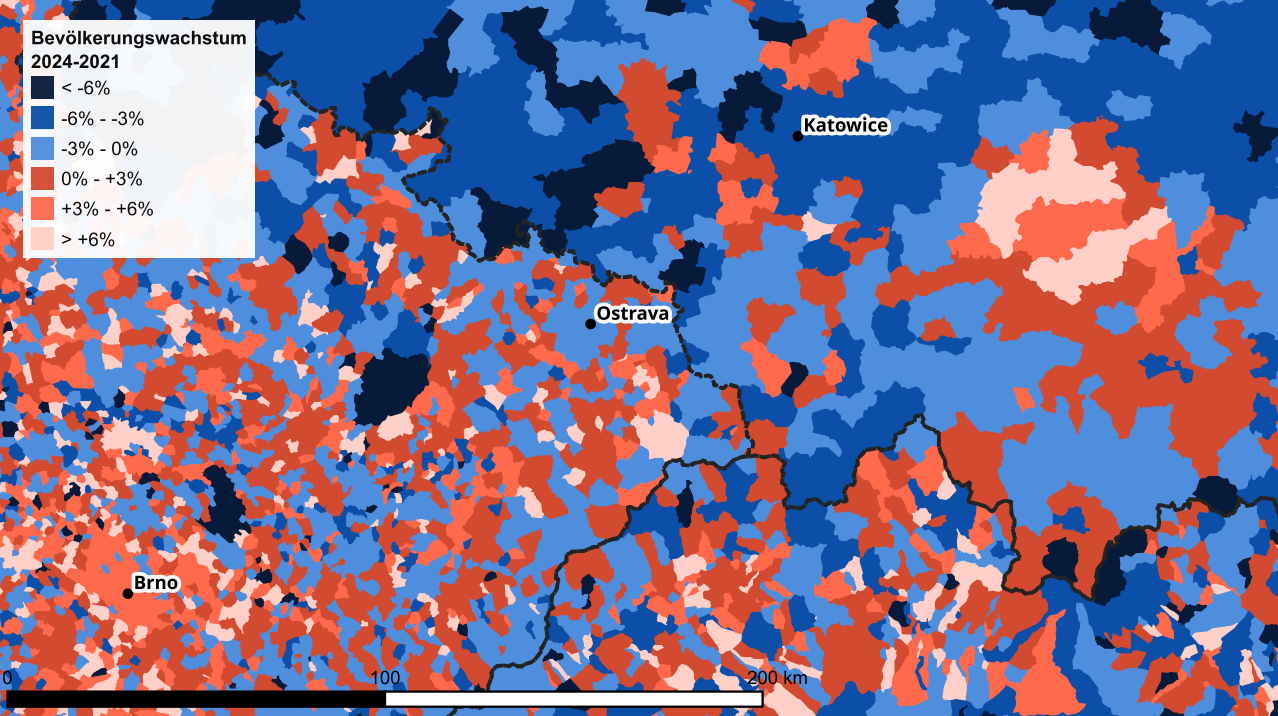 Bevölkerungswachstum
2024-2021
< -6%
-6% - -3%
-3% - 0%
0% - +3%
+3% - +6%
> +6%
Katowice
Ostrava
Brno
0 100 200 km